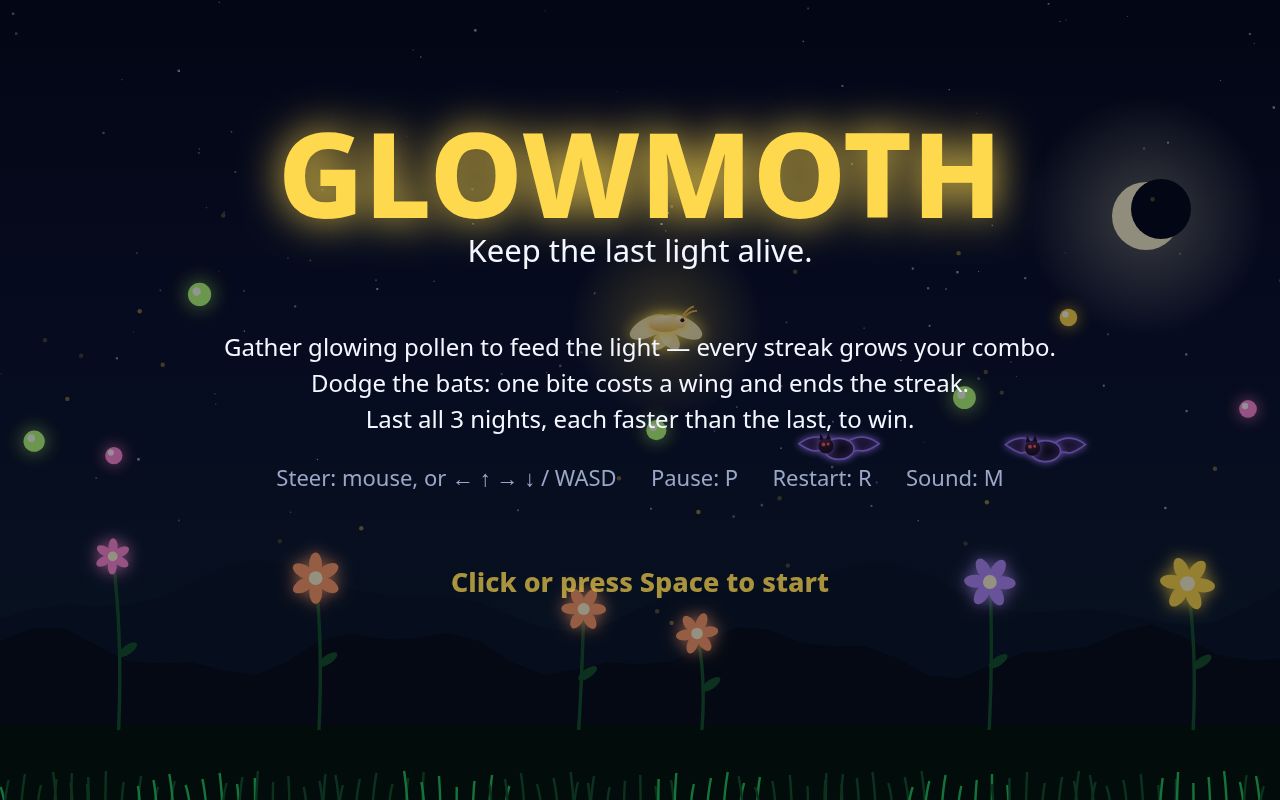 GLOWMOTH
Keep the last light alive.
Gather glowing pollen to feed the light — every streak grows your combo.
Dodge the bats: one bite costs a wing and ends the streak.
Last all 3 nights, each faster than the last, to win.
Steer: mouse, or ← ↑ → ↓ / WASD Pause: P Restart: R Sound: M
Click or press Space to start